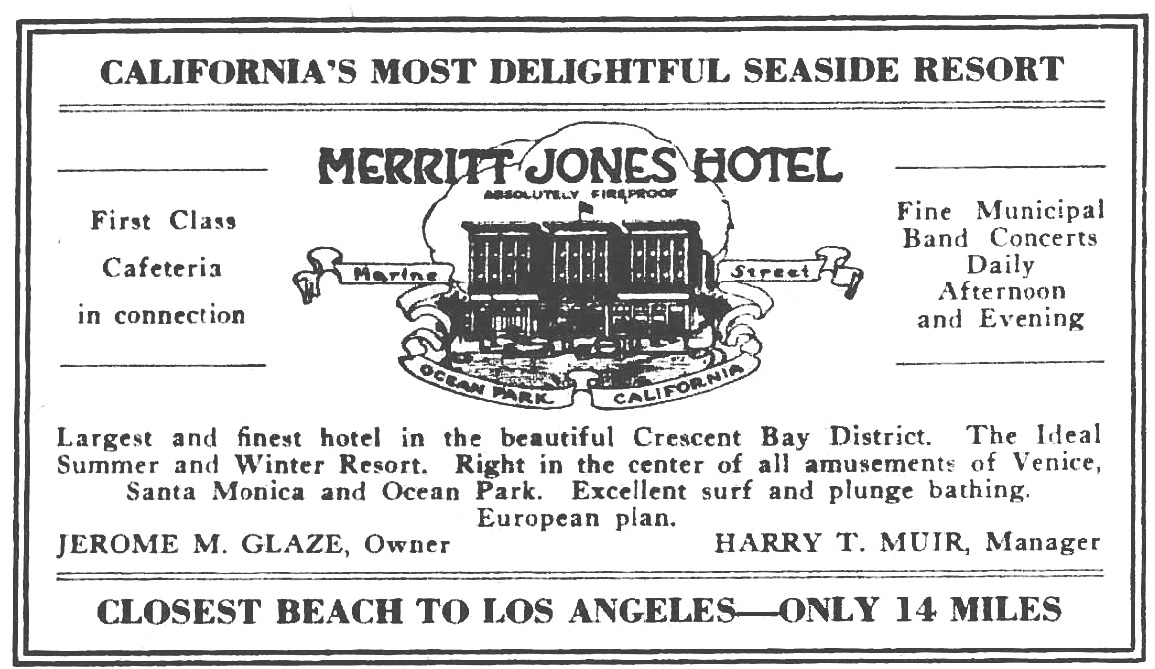 CALIFORNIA'S MOST DELIGHTFUL SEASIDE RESORT
MERRITT JONES HOTEL
ABSOLUTELY FIREPROOF
First Class
Cafeteria
in connection
Marine Street
Fine Municipal
Band Concerts
Daily
Afternoon
and Evening
OCEAN PARK CALIFORNIA
Largest and finest hotel in the beautiful Crescent Bay District. The Ideal
Summer and Winter Resort. Right in the center of all amusements of Venice,
Santa Monica and Ocean Park. Excellent surf and plunge bathing.
European plan.
JEROME M. GLAZE, Owner
HARRY T. MUIR, Manager
CLOSEST BEACH TO LOS ANGELES—ONLY 14 MILES